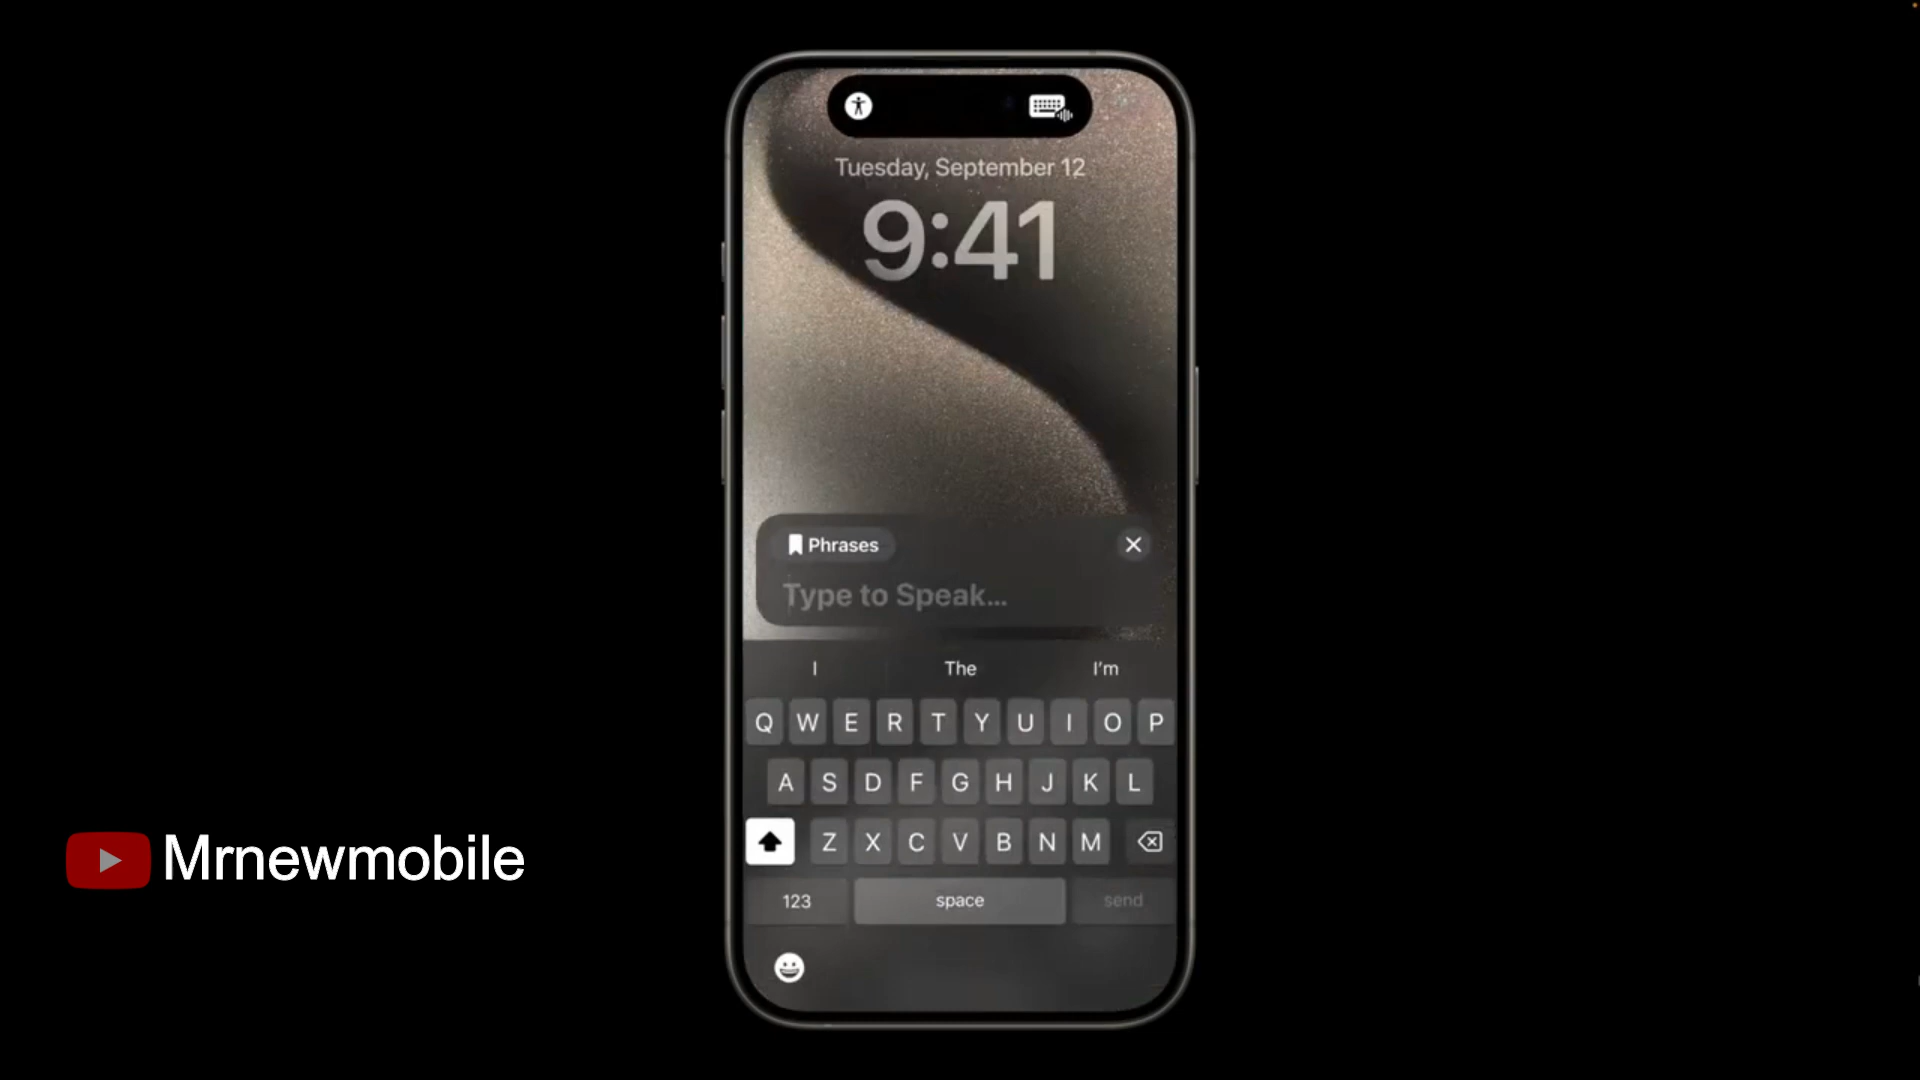 Tuesday, September 12
9:41
Phrases
Type to Speak...
I The I'm
Q W E R T Y U I O P
A S D F G H J K L
Z X C V B N M
123 space send
Mrnewmobile